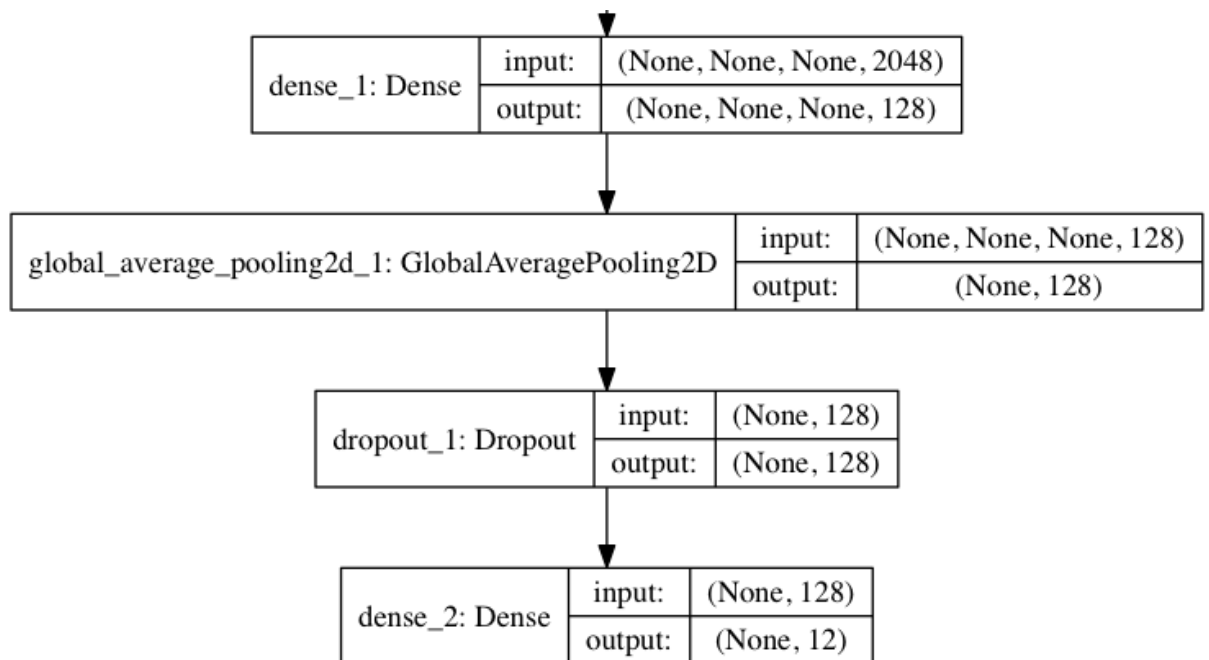 dense_1: Dense
input: (None, None, None, 2048)
output: (None, None, None, 128)
global_average_pooling2d_1: GlobalAveragePooling2D
input: (None, None, None, 128)
output: (None, 128)
dropout_1: Dropout
input: (None, 128)
output: (None, 128)
dense_2: Dense
input: (None, 128)
output: (None, 12)